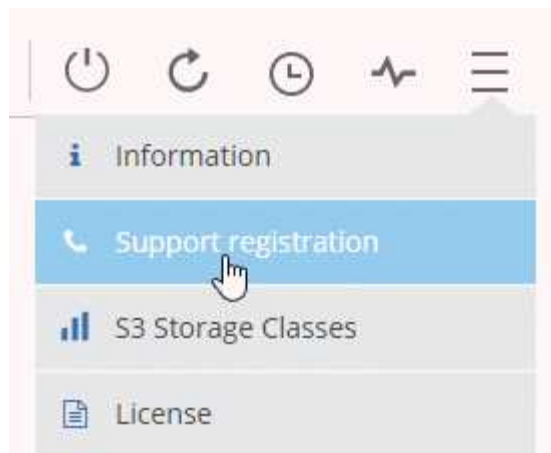 Information
Support registration
S3 Storage Classes
License